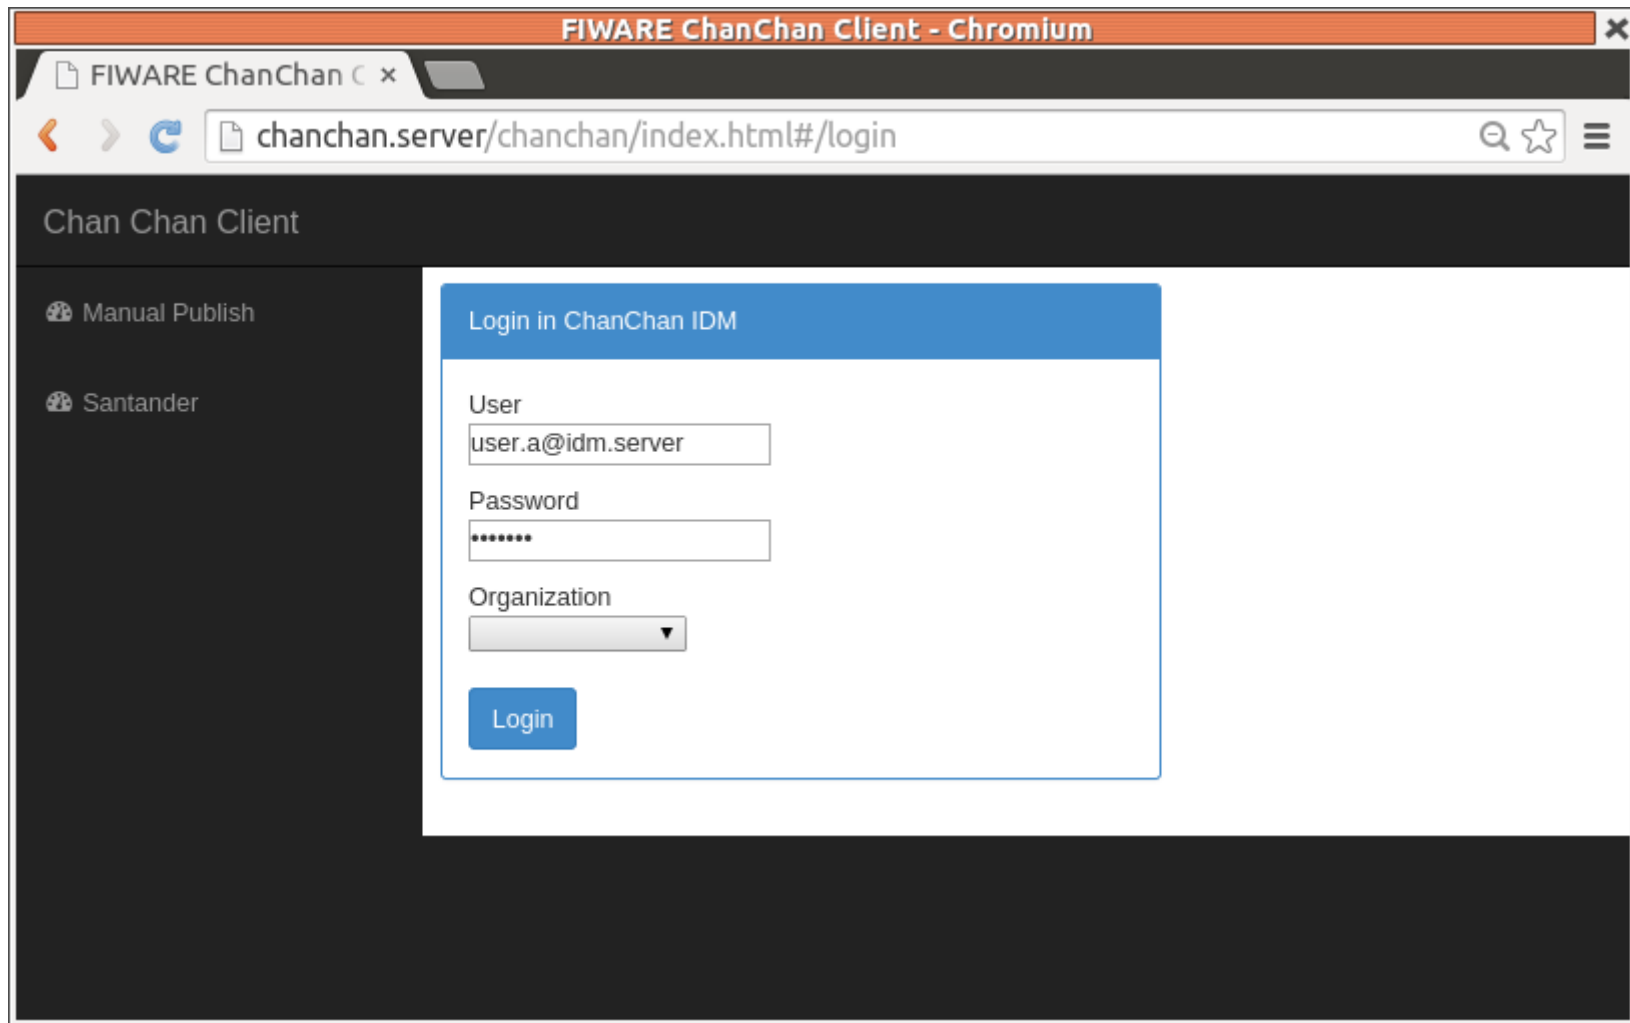 FIWARE ChanChan Client - Chromium
FIWARE ChanChan C
chanchan.server/chanchan/index.html#/login
Chan Chan Client
Manual Publish
Santander
Login in ChanChan IDM
User
user.a@idm.server
Password
•••••••
Organization
Login